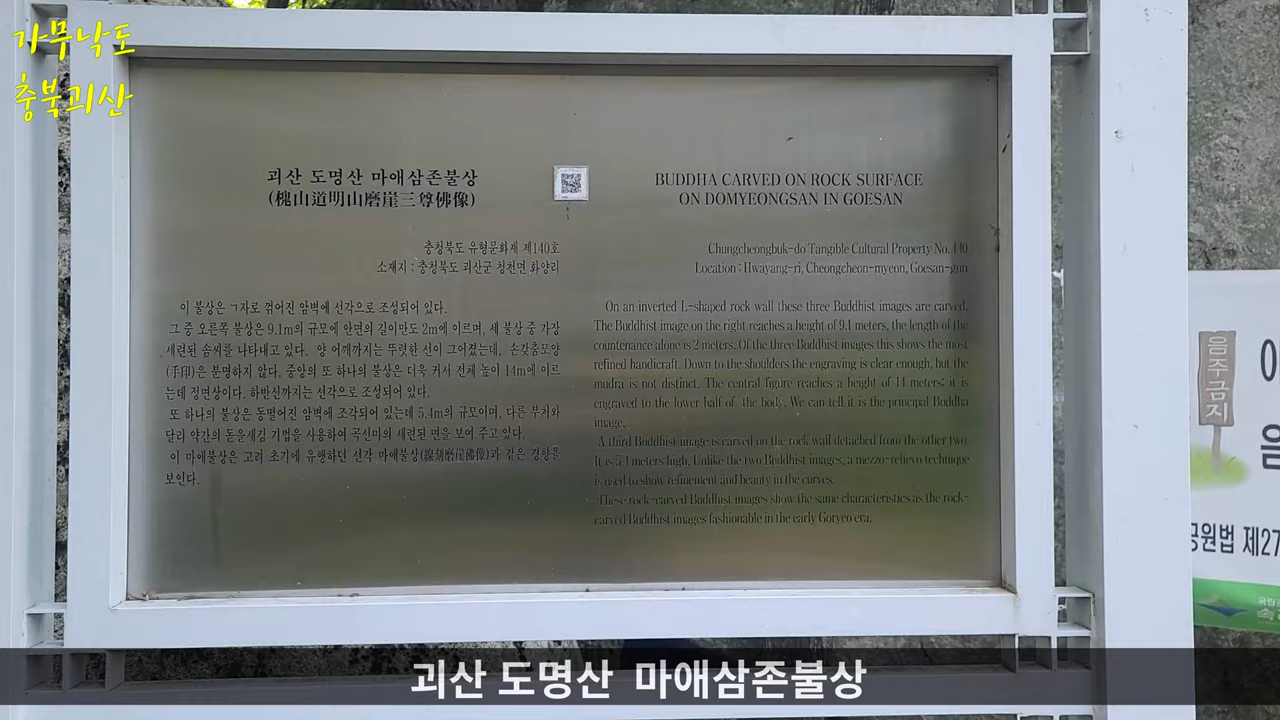 가무낙도
충북괴산
괴산 도명산 마애삼존불상
(槐山道明山磨崖三尊佛像)
충청북도 유형문화재 제140호
소재지 : 충청북도 괴산군 청천면 화양리
이 불상은 ㄱ자로 꺾어진 암벽에 선각으로 조성되어 있다.
그 중 오른쪽 불상은 9.1m의 규모에 안면의 길이만도 2m에 이르며, 세 불상 중 가장
세련된 솜씨를 나타내고 있다. 양 어깨까지는 뚜렷한 선이 그어졌는데, 손갖춤모양
(手印)은 분명하지 않다. 중앙의 또 하나의 불상은 더욱 커서 전체 높이 14m에 이르
는데 정면상이다. 하반신까지는 선각으로 조성되어 있다.
또 하나의 불상은 동떨어진 암벽에 조각되어 있는데 5.4m의 규모이며, 다른 부처와
달리 약간의 돋을새김 기법을 사용하여 곡선미의 세련된 면을 보여 주고 있다.
이 마애불상은 고려 초기에 유행하던 선각 마애불상(線刻磨崖佛像)과 같은 경향을
보인다.
BUDDHA CARVED ON ROCK SURFACE
ON DOMYEONGSAN IN GOESAN
Chungcheongbuk-do Tangible Cultural Property No. 140
Location : Hwayang-ri, Cheongcheon-myeon, Goesan-gun
On an inverted L-shaped rock wall these three Buddhist images are carved.
The Buddhist image on the right reaches a height of 9.1 meters, the length of the
countenance alone is 2 meters. Of the three Buddhist images this shows the most
refined handicraft. Down to the shoulders the engraving is clear enough, but the
mudra is not distinct. The central figure reaches a height of 14 meters; it is
engraved to the lower half of the body. We can tell it is the principal Buddha
image.
A third Buddhist image is carved on the rock wall detached from the other two.
It is 5.4 meters high. Unlike the two Buddhist images, a mezzo-relievo technique
is used to show refinement and beauty in the curves.
These rock-carved Buddhist images show the same characteristics as the rock-
carved Buddhist images fashionable in the early Goryeo era.
음주금지
음
공원법 제27
국립
속
괴산 도명산 마애삼존불상